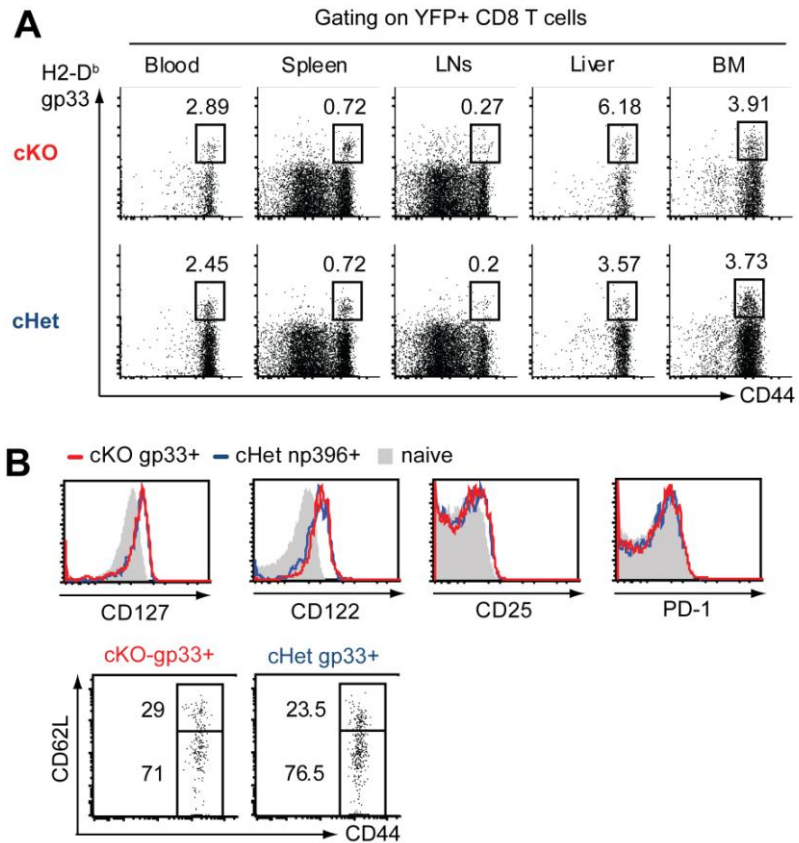 A
Gating on YFP+ CD8 T cells
H2-Dᵇ
gp33
Blood Spleen LNs Liver BM
cKO
2.89 0.72 0.27 6.18 3.91
cHet
2.45 0.72 0.2 3.57 3.73
CD44
B
cKO gp33+ cHet np396+ naive
CD127 CD122 CD25 PD-1
cKO-gp33+ cHet gp33+
CD62L
29 23.5
71 76.5
CD44